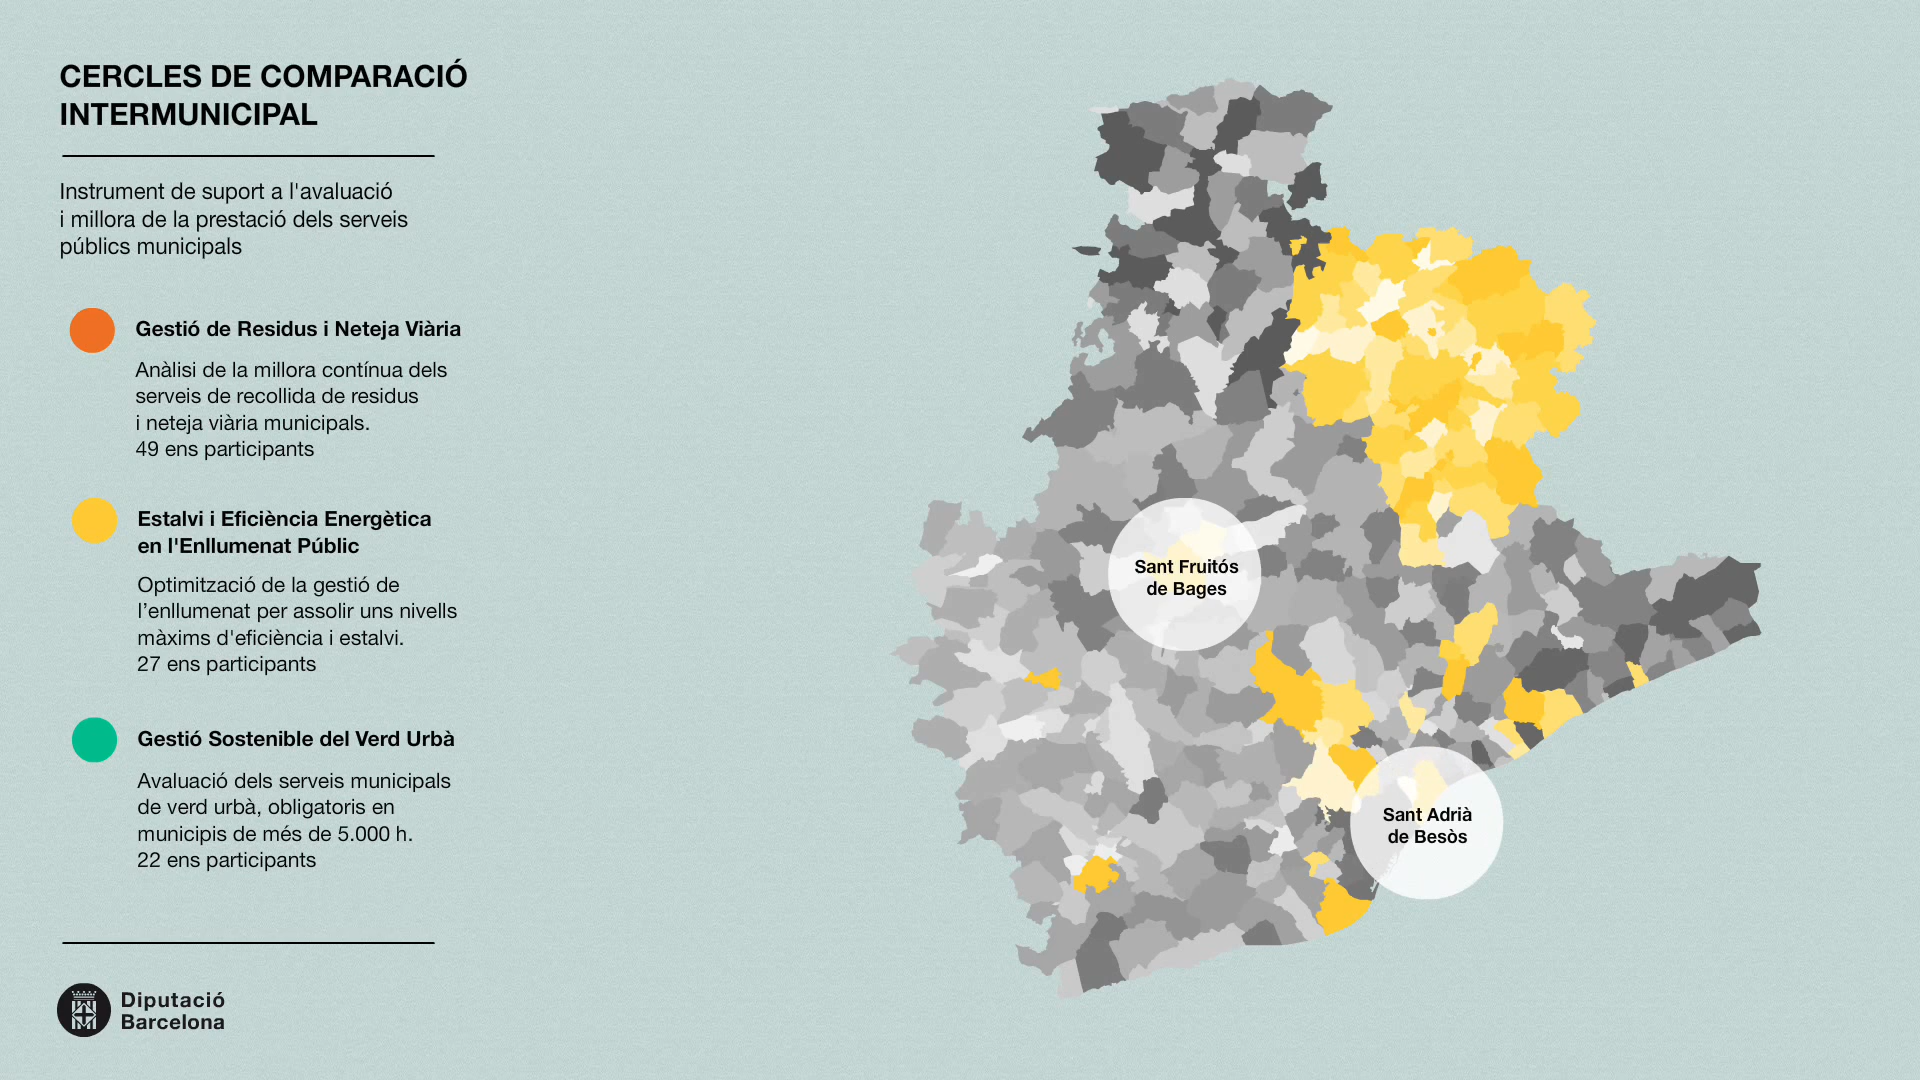 CERCLES DE COMPARACIÓ
INTERMUNICIPAL
Instrument de suport a l'avaluació
i millora de la prestació dels serveis
públics municipals
Gestió de Residus i Neteja Viària
Anàlisi de la millora contínua dels
serveis de recollida de residus
i neteja viària municipals.
49 ens participants
Estalvi i Eficiència Energètica
en l'Enllumenat Públic
Optimització de la gestió de
l’enllumenat per assolir uns nivells
màxims d'eficiència i estalvi.
27 ens participants
Gestió Sostenible del Verd Urbà
Avaluació dels serveis municipals
de verd urbà, obligatoris en
municipis de més de 5.000 h.
22 ens participants
Diputació
Barcelona
Sant Fruitós
de Bages
Sant Adrià
de Besòs